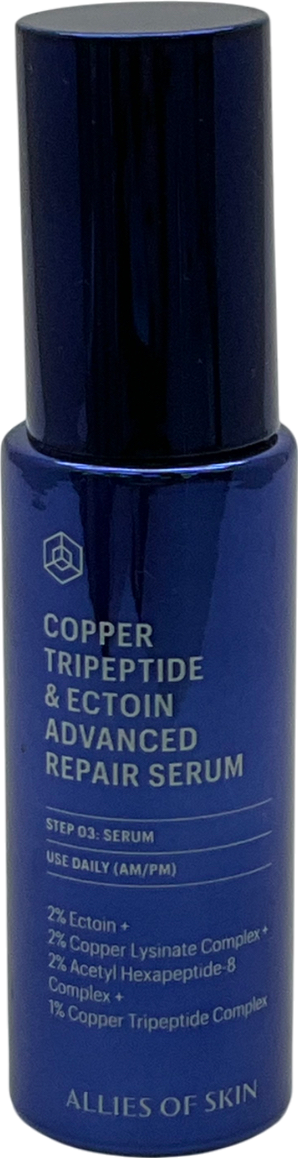 COPPER
TRIPEPTIDE
& ECTOIN
ADVANCED
REPAIR SERUM
STEP 03: SERUM
USE DAILY (AM/PM)
2% Ectoin +
2% Copper Lysinate Complex +
2% Acetyl Hexapeptide-8
Complex +
1% Copper Tripeptide Complex
ALLIES OF SKIN